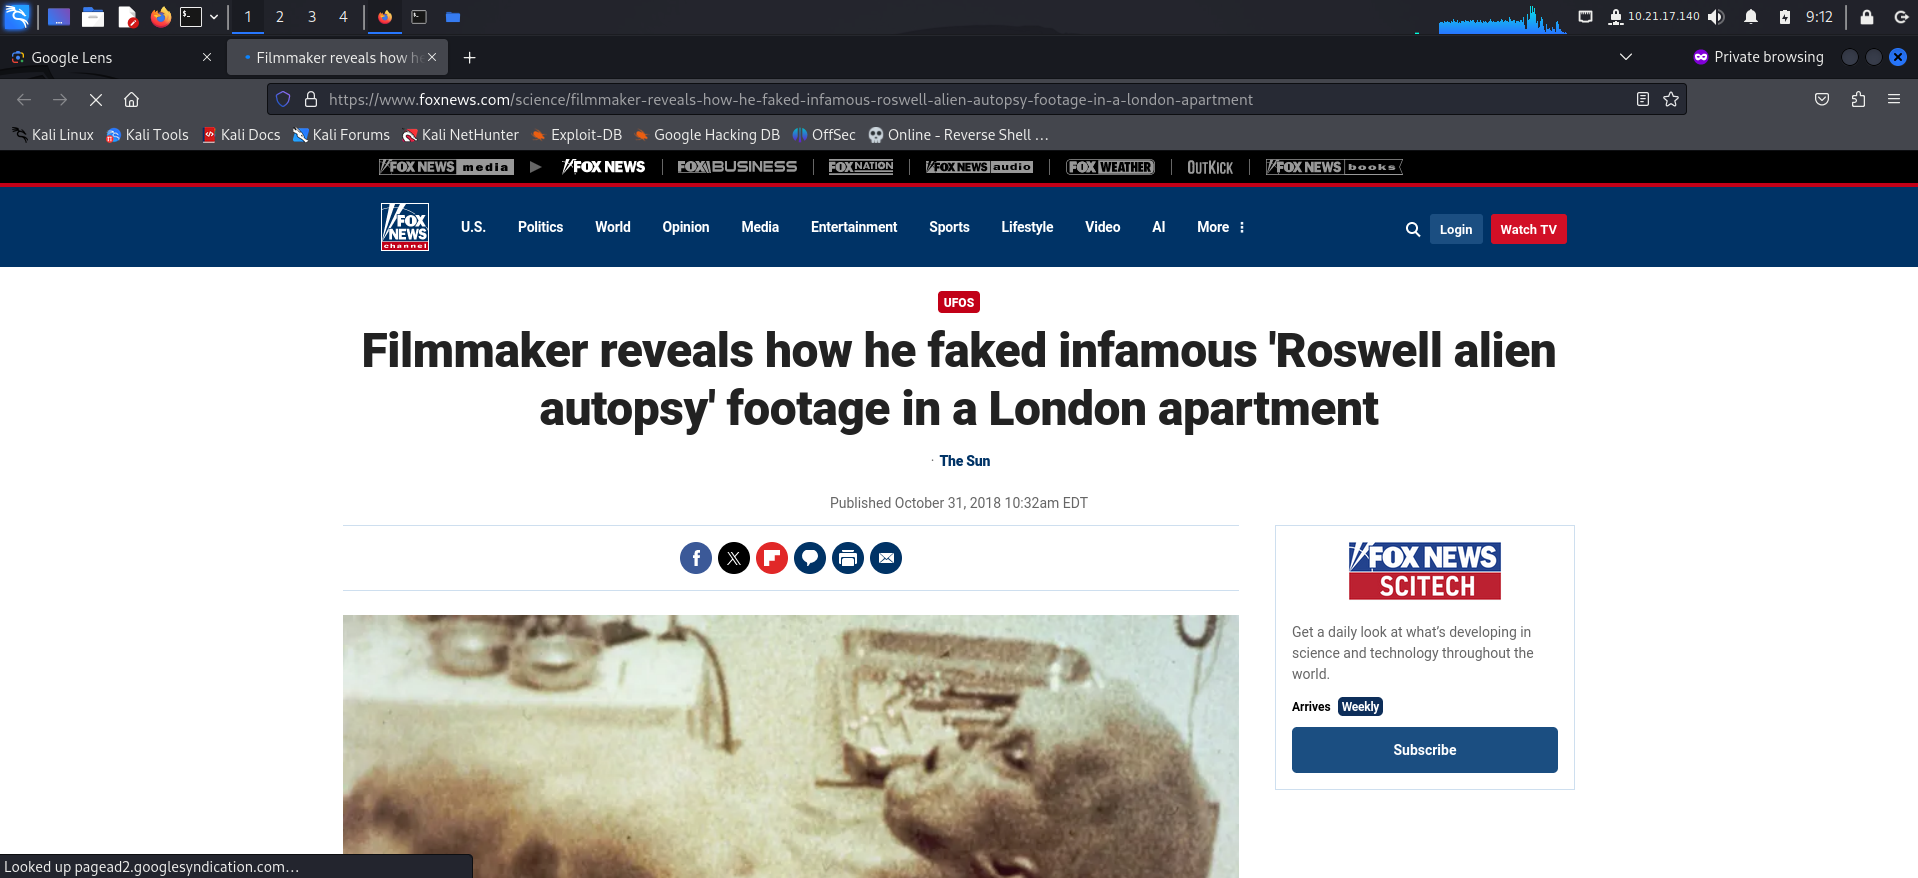 1 2 3 4 10.21.17.140 9:12
Google Lens Filmmaker reveals how he Private browsing
https://www.foxnews.com/science/filmmaker-reveals-how-he-faked-infamous-roswell-alien-autopsy-footage-in-a-london-apartment
Kali Linux Kali Tools Kali Docs Kali Forums Kali NetHunter Exploit-DB Google Hacking DB OffSec Online - Reverse Shell …
FOX NEWS media FOX NEWS FOX BUSINESS FOX NATION FOX NEWS audio FOX WEATHER OUTKICK FOX NEWS books
FOX NEWS channel U.S. Politics World Opinion Media Entertainment Sports Lifestyle Video AI More Login Watch TV
UFOS
Filmmaker reveals how he faked infamous 'Roswell alien
autopsy' footage in a London apartment
· The Sun
Published October 31, 2018 10:32am EDT
FOX NEWS
SCITECH
Get a daily look at what's developing in
science and technology throughout the
world.
Arrives Weekly
Subscribe
Looked up pagead2.googlesyndication.com…